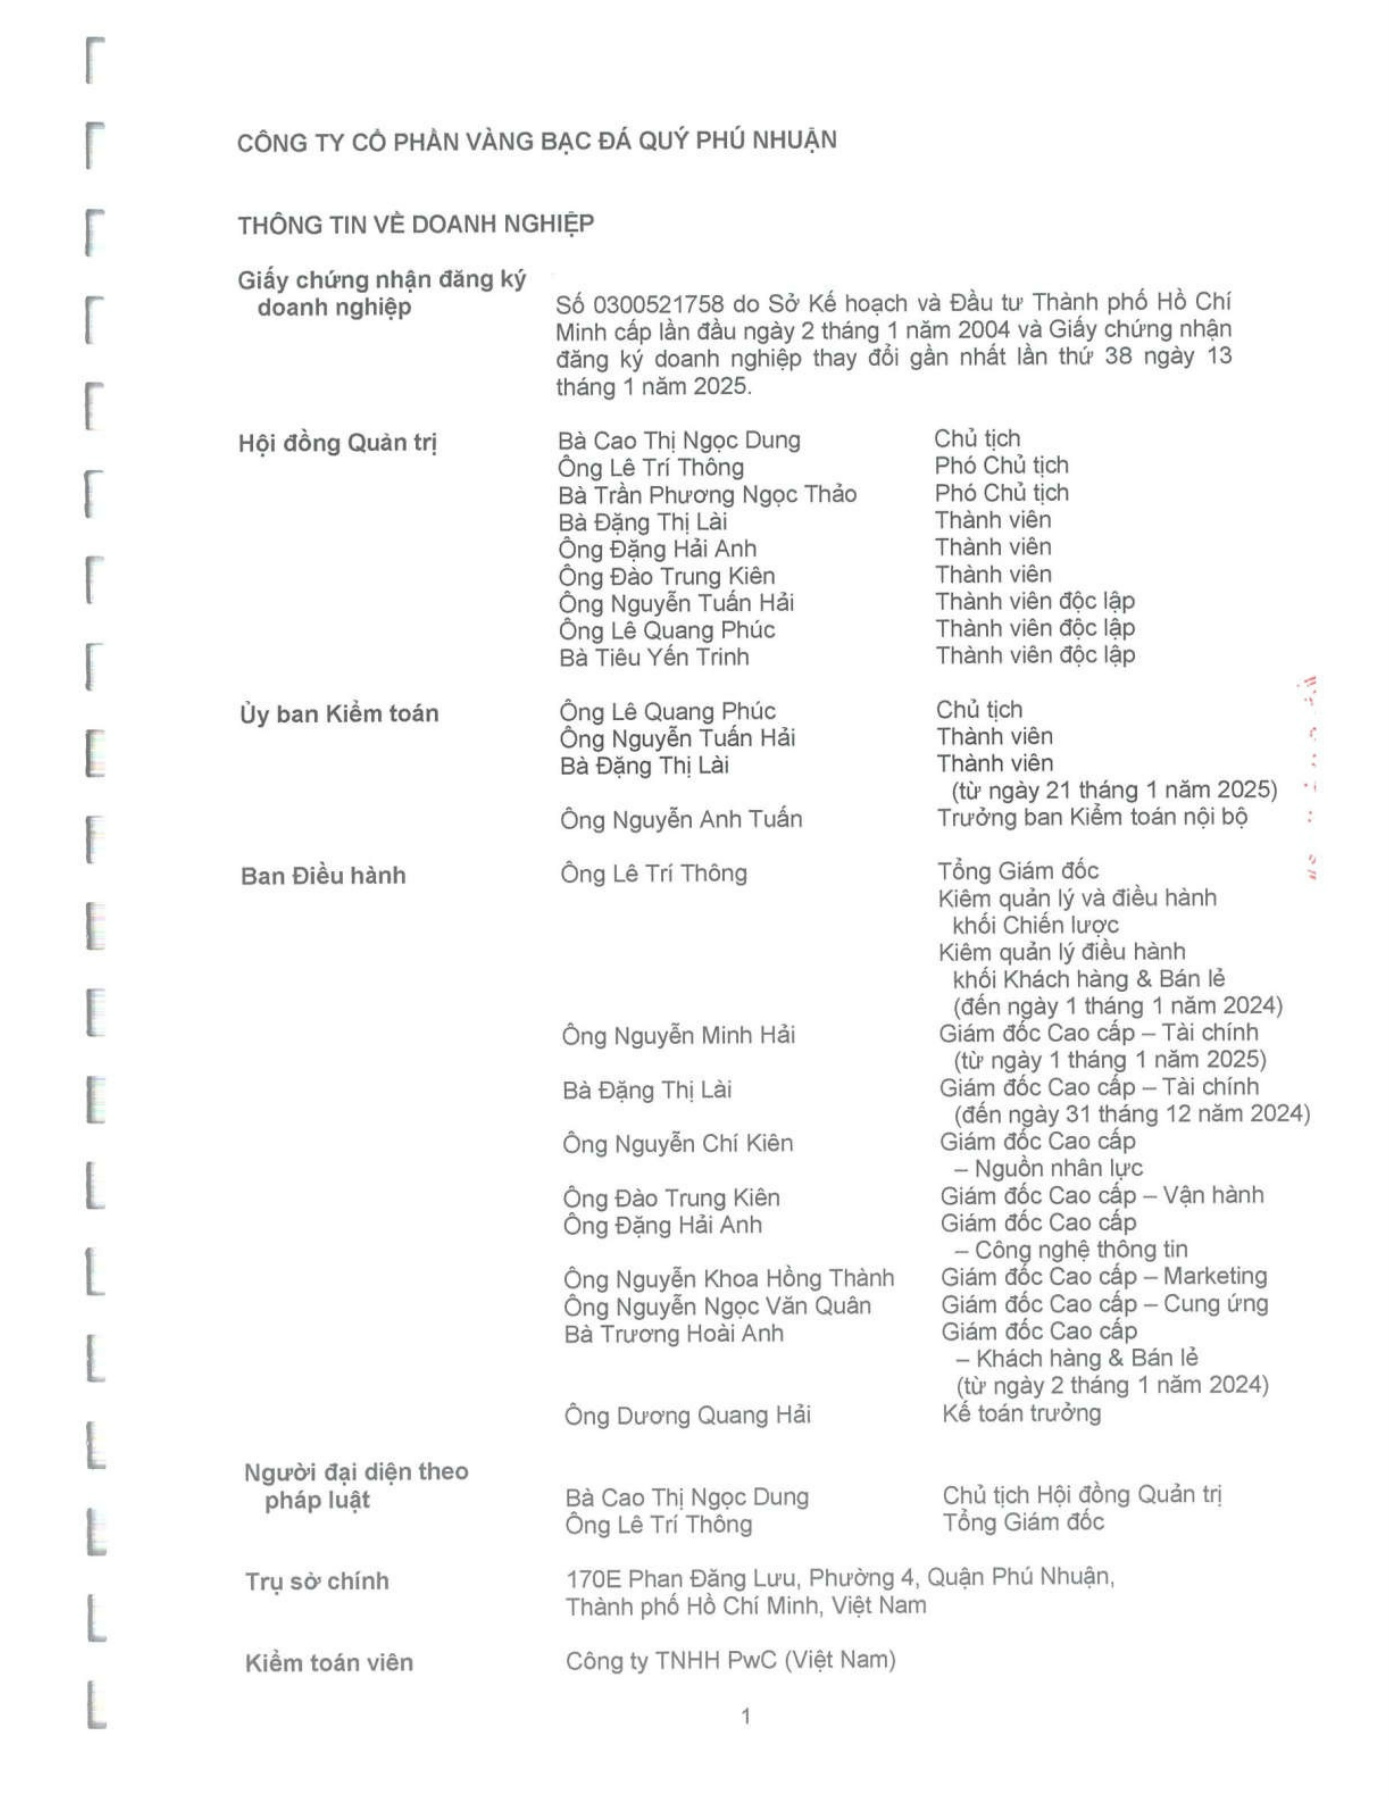 CÔNG TY CỔ PHẦN VÀNG BẠC ĐÁ QUÝ PHÚ NHUẬN
THÔNG TIN VỀ DOANH NGHIỆP
Giấy chứng nhận đăng ký
doanh nghiệp
Số 0300521758 do Sở Kế hoạch và Đầu tư Thành phố Hồ Chí
Minh cấp lần đầu ngày 2 tháng 1 năm 2004 và Giấy chứng nhận
đăng ký doanh nghiệp thay đổi gần nhất lần thứ 38 ngày 13
tháng 1 năm 2025.
Hội đồng Quản trị Bà Cao Thị Ngọc Dung Chủ tịch
Ông Lê Trí Thông Phó Chủ tịch
Bà Trần Phương Ngọc Thảo Phó Chủ tịch
Bà Đặng Thị Lài Thành viên
Ông Đặng Hải Anh Thành viên
Ông Đào Trung Kiên Thành viên
Ông Nguyễn Tuấn Hải Thành viên độc lập
Ông Lê Quang Phúc Thành viên độc lập
Bà Tiêu Yến Trinh Thành viên độc lập
Ủy ban Kiểm toán Ông Lê Quang Phúc Chủ tịch
Ông Nguyễn Tuấn Hải Thành viên
Bà Đặng Thị Lài Thành viên
(từ ngày 21 tháng 1 năm 2025)
Ông Nguyễn Anh Tuấn Trưởng ban Kiểm toán nội bộ
Ban Điều hành Ông Lê Trí Thông Tổng Giám đốc
Kiêm quản lý và điều hành
khối Chiến lược
Kiêm quản lý điều hành
khối Khách hàng & Bán lẻ
(đến ngày 1 tháng 1 năm 2024)
Ông Nguyễn Minh Hải Giám đốc Cao cấp – Tài chính
(từ ngày 1 tháng 1 năm 2025)
Bà Đặng Thị Lài Giám đốc Cao cấp – Tài chính
(đến ngày 31 tháng 12 năm 2024)
Ông Nguyễn Chí Kiên Giám đốc Cao cấp
– Nguồn nhân lực
Ông Đào Trung Kiên Giám đốc Cao cấp – Vận hành
Ông Đặng Hải Anh Giám đốc Cao cấp
– Công nghệ thông tin
Ông Nguyễn Khoa Hồng Thành Giám đốc Cao cấp – Marketing
Ông Nguyễn Ngọc Văn Quân Giám đốc Cao cấp – Cung ứng
Bà Trương Hoài Anh Giám đốc Cao cấp
– Khách hàng & Bán lẻ
(từ ngày 2 tháng 1 năm 2024)
Ông Dương Quang Hải Kế toán trưởng
Người đại diện theo
pháp luật Bà Cao Thị Ngọc Dung Chủ tịch Hội đồng Quản trị
Ông Lê Trí Thông Tổng Giám đốc
Trụ sở chính 170E Phan Đăng Lưu, Phường 4, Quận Phú Nhuận,
Thành phố Hồ Chí Minh, Việt Nam
Kiểm toán viên Công ty TNHH PwC (Việt Nam)
1